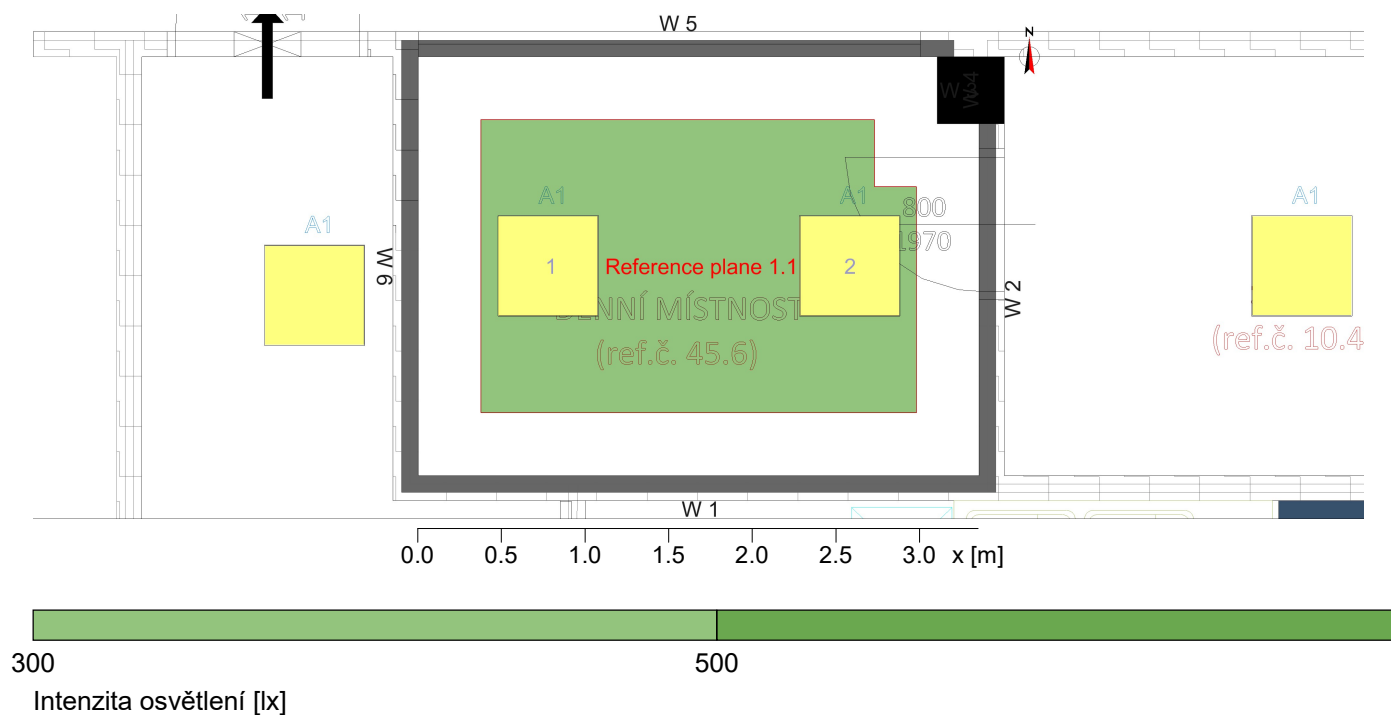 W 5
N
A1
A1
A1
A1
800
1970
W 6
1
Reference plane 1.1
2
W 2
DENNÍ MÍSTNOST
(ref.č. 45.6)
(ref.č. 10.4
W 1
0.0 0.5 1.0 1.5 2.0 2.5 3.0 x [m]
300 500
Intenzita osvětlení [lx]